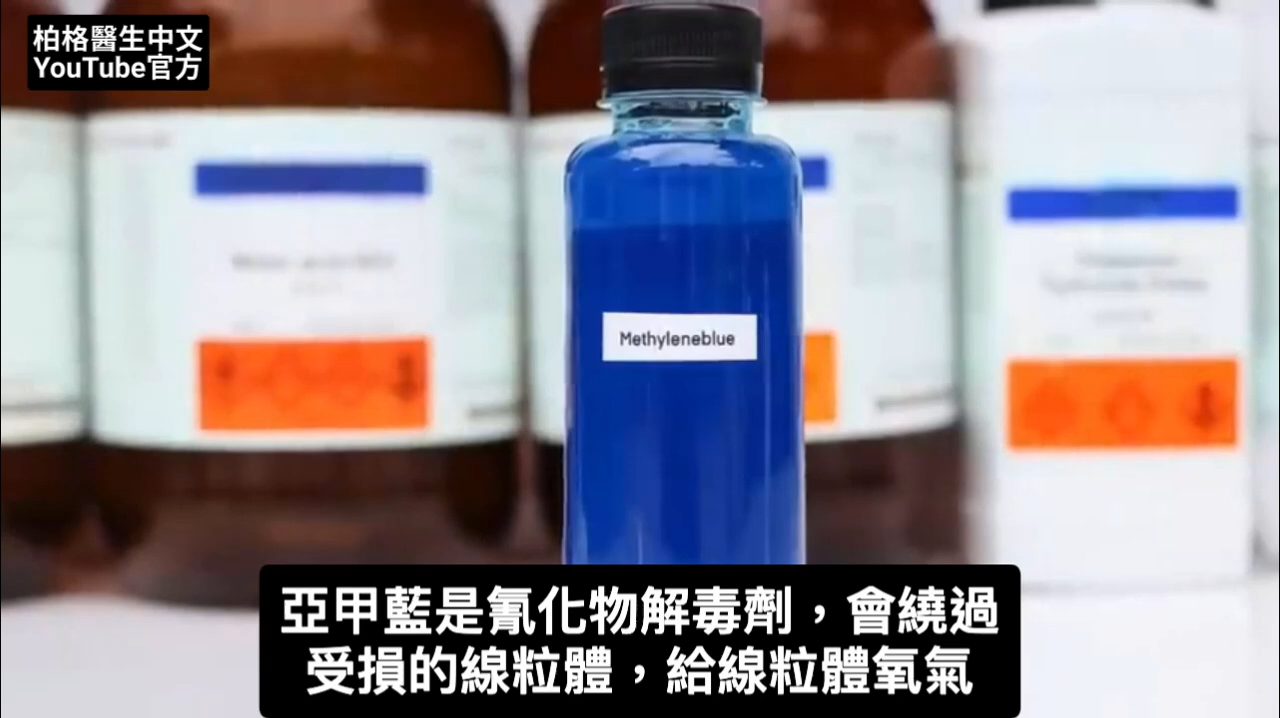 柏格醫生中文
YouTube官方
Methyleneblue
亞甲藍是氰化物解毒劑，會繞過
受損的線粒體，給線粒體氧氣